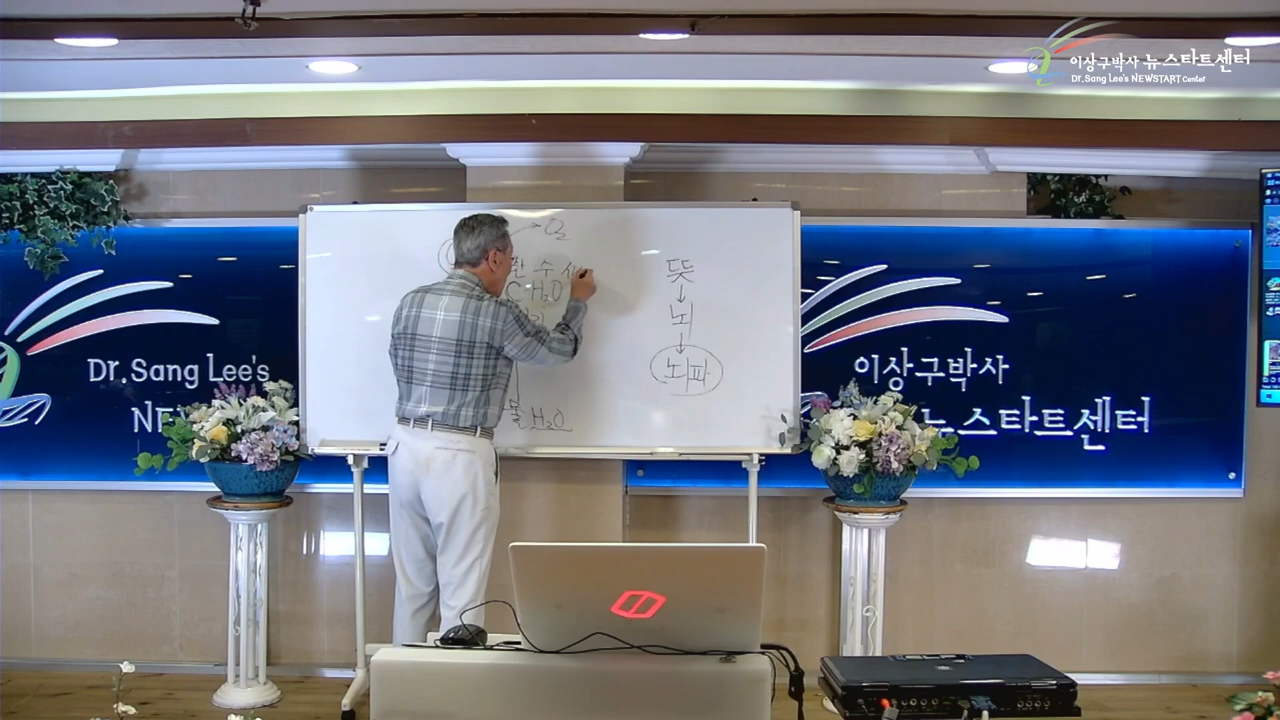 이상구박사 뉴스타트센터
Dr. Sang Lee's NEWSTART Center
O₂
탄 수
C H₂O
물 H₂O
뜻
뇌
뇌파
Dr. Sang Lee's
이상구박사
뉴스타트센터